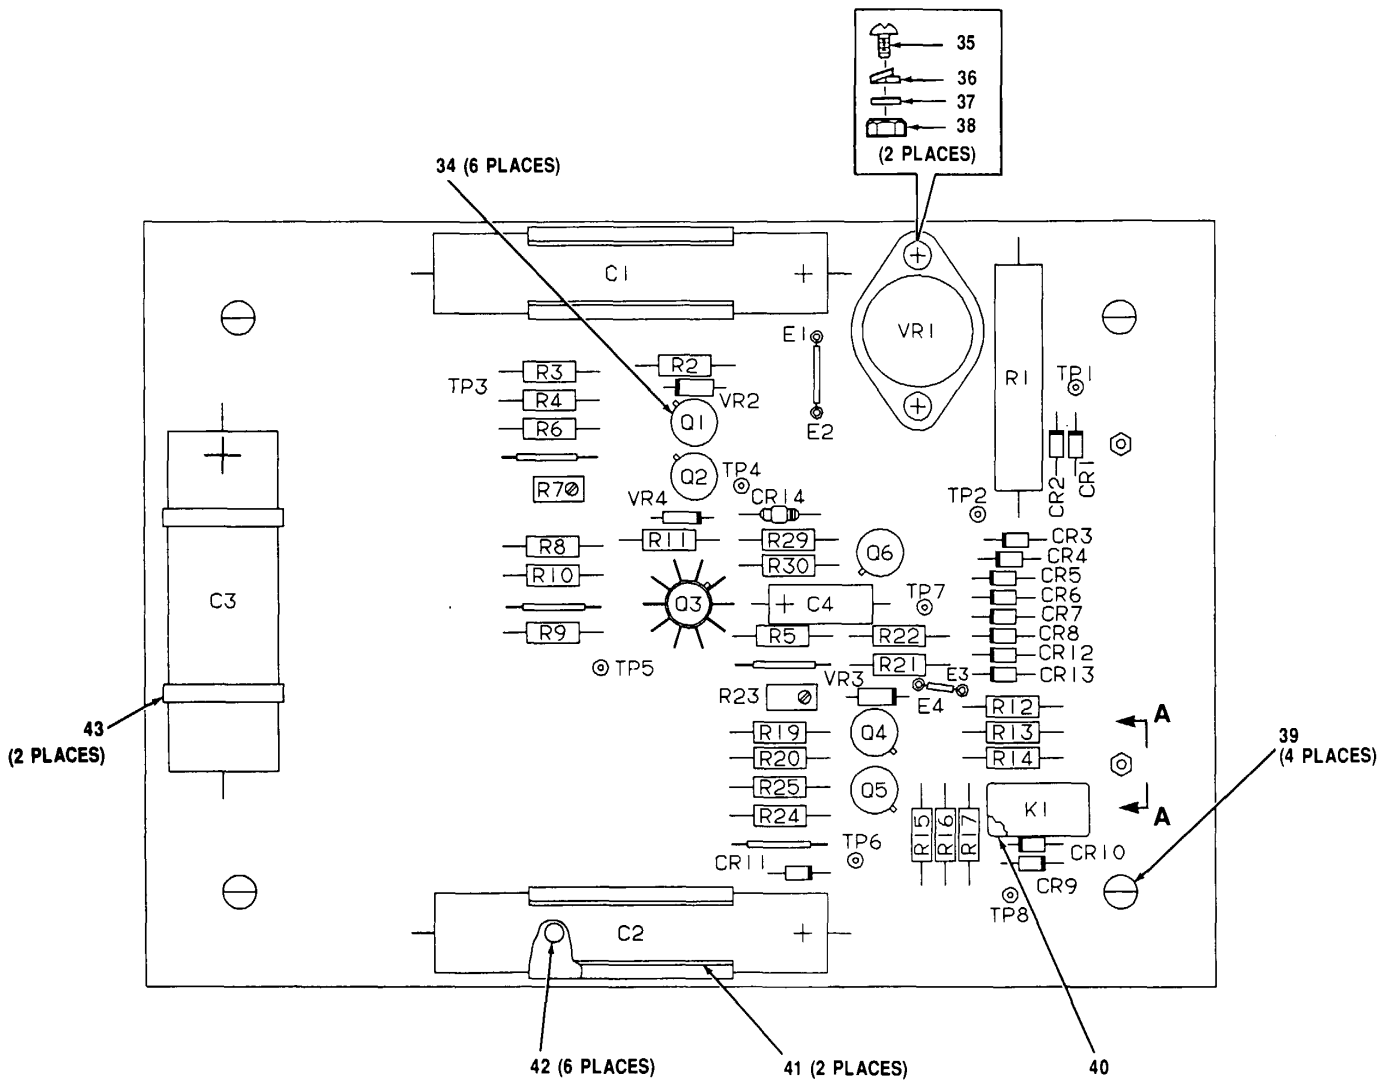 35
36
37
38
(2 PLACES)
34 (6 PLACES)
C1
VR1
E1
R3
R2
TP3
R1
TP1
R4
VR2
R6
Q1
E2
Q2
TP4
CR2
CR1
R7
VR4
CR14
TP2
R11
R29
CR3
R8
Q6
CR4
R30
R10
CR5
C3
Q3
C4
TP7
CR6
CR7
R9
R5
R22
CR8
TP5
R21
CR12
VR3
E3
CR13
R23
E4
R12
A
43
(2 PLACES)
R19
Q4
R13
39
(4 PLACES)
R20
R14
R25
Q5
K1
R24
A
R15
R16
R17
TP6
CR11
CR10
CR9
TP8
C2
42 (6 PLACES)
41 (2 PLACES)
40